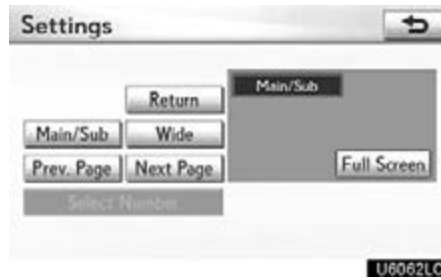 Settings
Return
Main/Sub
Main/Sub
Wide
Prev. Page
Next Page
Full Screen
Select Number
U6062LC